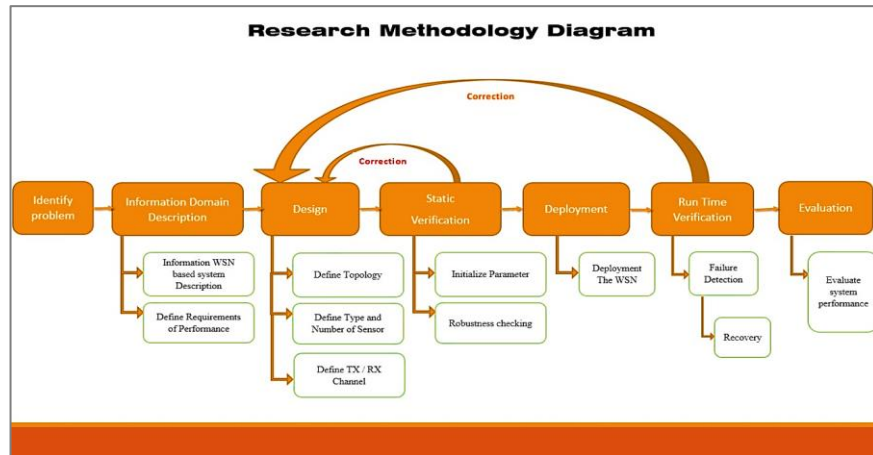 Research Methodology Diagram
Correction
Correction
Identify
problem
Information Domain
Description
Design
Static
Verification
Deployment
Run Time
Verification
Evaluation
Information WSN
based system
Description
Define Requirements
of Performance
Define Topology
Define Type and
Number of Sensor
Define TX / RX
Channel
Initialize Parameter
Robustness checking
Deployment
The WSN
Failure
Detection
Recovery
Evaluate
system
performance